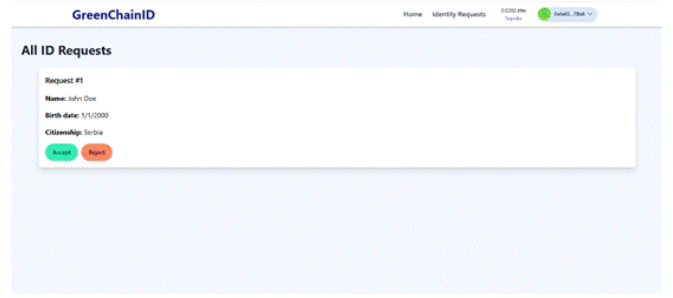 GreenChainID
Home Identity Requests
Sepolia
All ID Requests
Request #1
Name: John Doe
Birth date: 1/1/2000
Citizenship: Serbia
Accept Reject